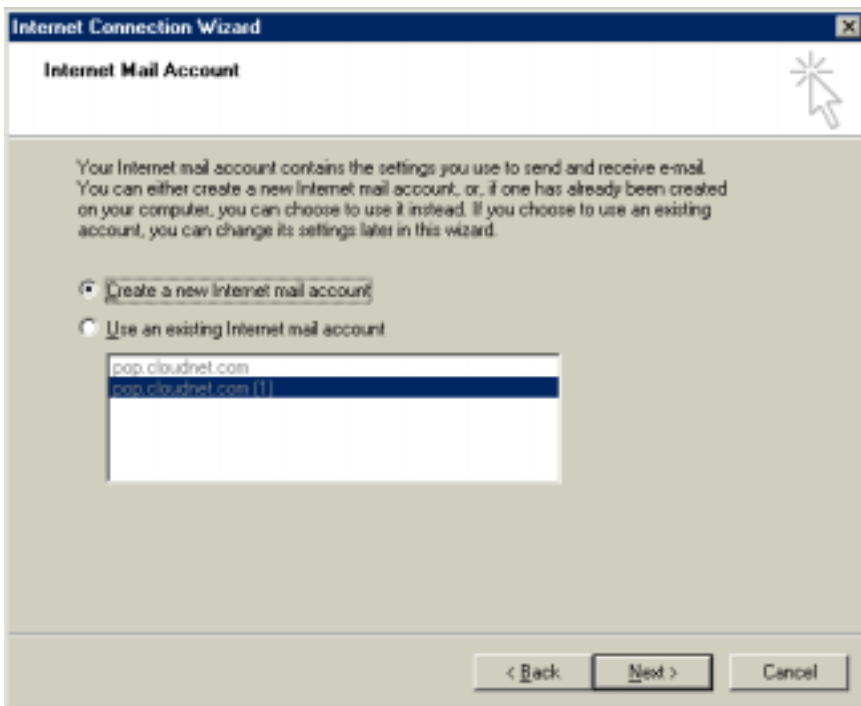 Internet Connection Wizard
Internet Mail Account
Your Internet mail account contains the settings you use to send and receive e-mail.
You can either create a new Internet mail account, or, if one has already been created
on your computer, you can choose to use it instead. If you choose to use an existing
account, you can change its settings later in this wizard.
Create a new Internet mail account
Use an existing Internet mail account
pop.cloudnet.com
pop.cloudnet.com (1)
< Back Next > Cancel